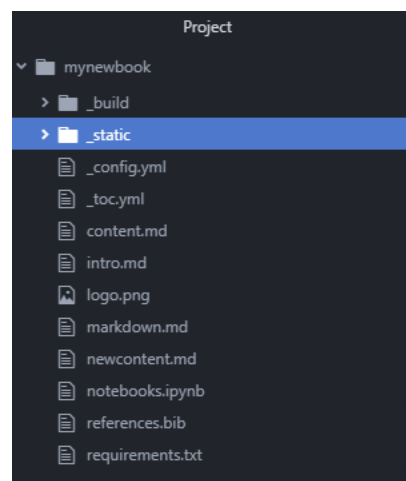 Project
mynewbook
_build
_static
_config.yml
_toc.yml
content.md
intro.md
logo.png
markdown.md
newcontent.md
notebooks.ipynb
references.bib
requirements.txt